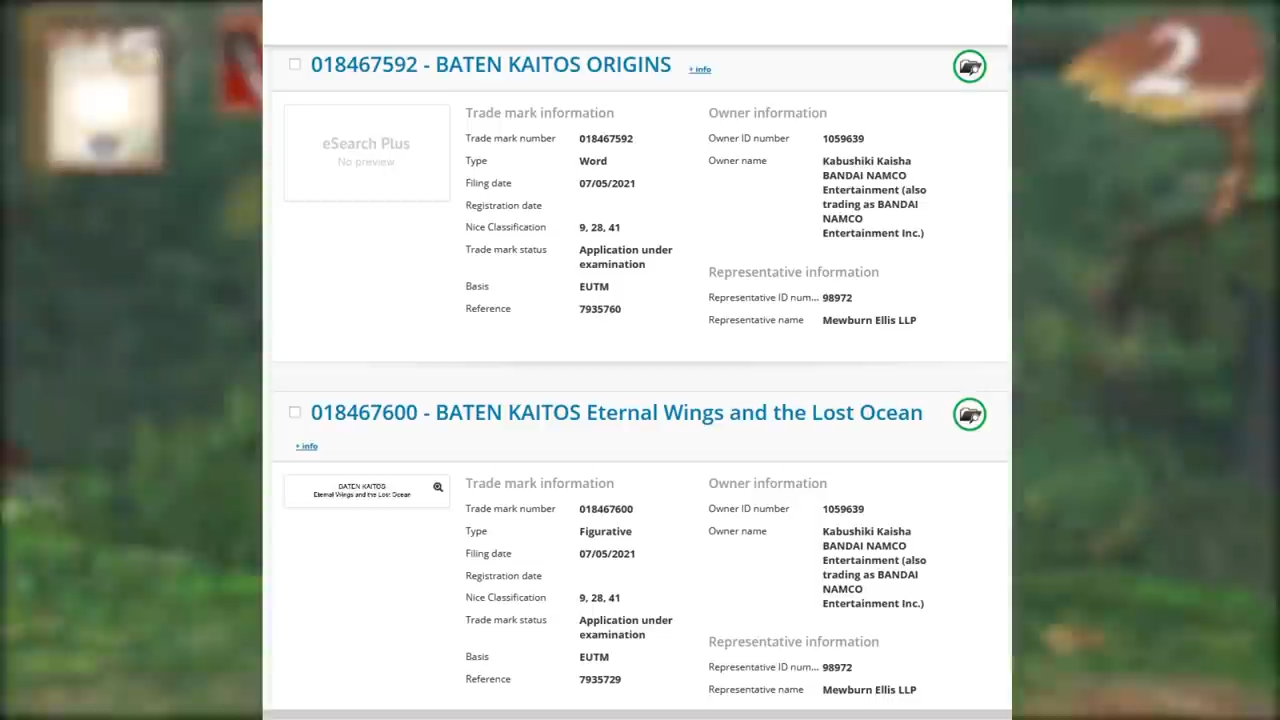 018467592 - BATEN KAITOS ORIGINS + info
eSearch Plus
No preview
Trade mark information
Trade mark number 018467592
Type Word
Filing date 07/05/2021
Registration date
Nice Classification 9, 28, 41
Trade mark status Application under
examination
Basis EUTM
Reference 7935760
Owner information
Owner ID number 1059639
Owner name Kabushiki Kaisha
BANDAI NAMCO
Entertainment (also
trading as BANDAI
NAMCO
Entertainment Inc.)
Representative information
Representative ID num... 98972
Representative name Mewburn Ellis LLP
018467600 - BATEN KAITOS Eternal Wings and the Lost Ocean
+ info
BATEN KAITOS
Eternal Wings and the Lost Ocean
Trade mark information
Trade mark number 018467600
Type Figurative
Filing date 07/05/2021
Registration date
Nice Classification 9, 28, 41
Trade mark status Application under
examination
Basis EUTM
Reference 7935729
Owner information
Owner ID number 1059639
Owner name Kabushiki Kaisha
BANDAI NAMCO
Entertainment (also
trading as BANDAI
NAMCO
Entertainment Inc.)
Representative information
Representative ID num... 98972
Representative name Mewburn Ellis LLP
2